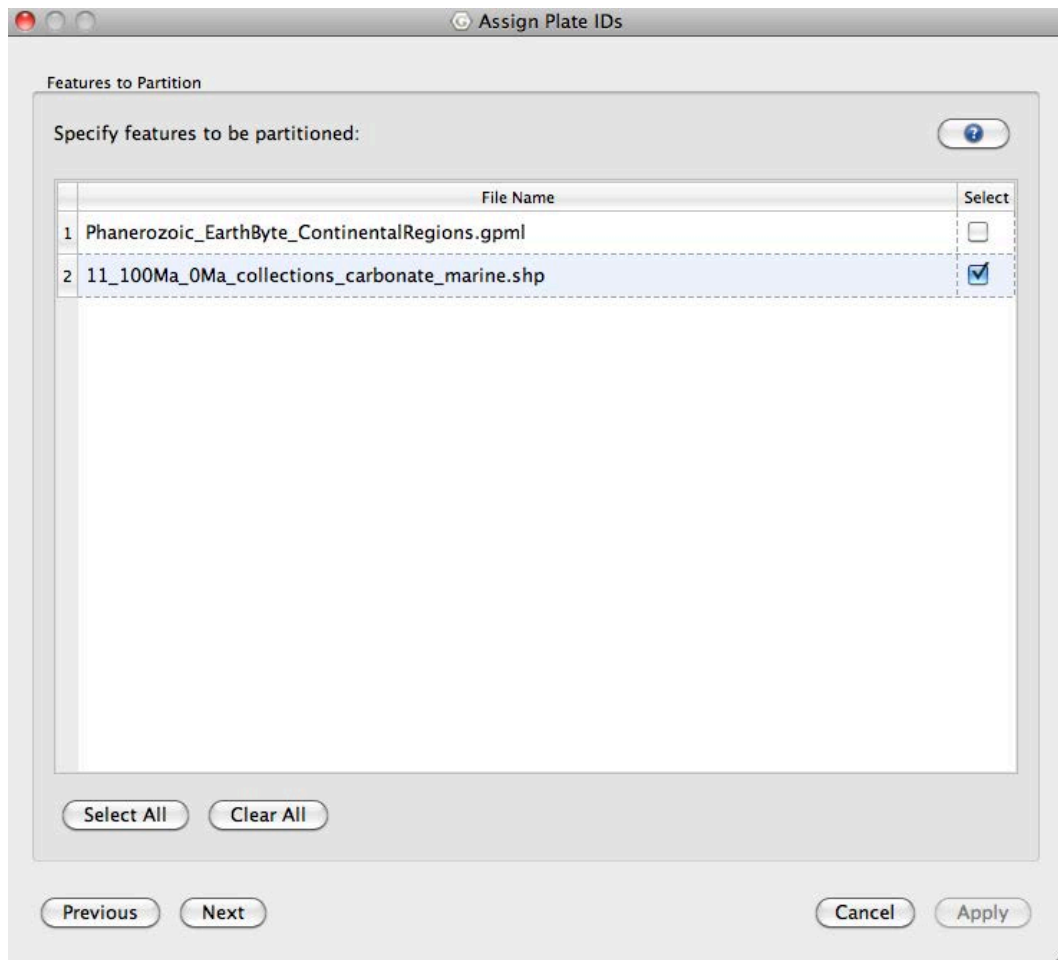 Assign Plate IDs
Features to Partition
Specify features to be partitioned:
?
File Name Select
1 Phanerozoic_EarthByte_ContinentalRegions.gpml
2 11_100Ma_0Ma_collections_carbonate_marine.shp
Select All Clear All
Previous Next Cancel Apply